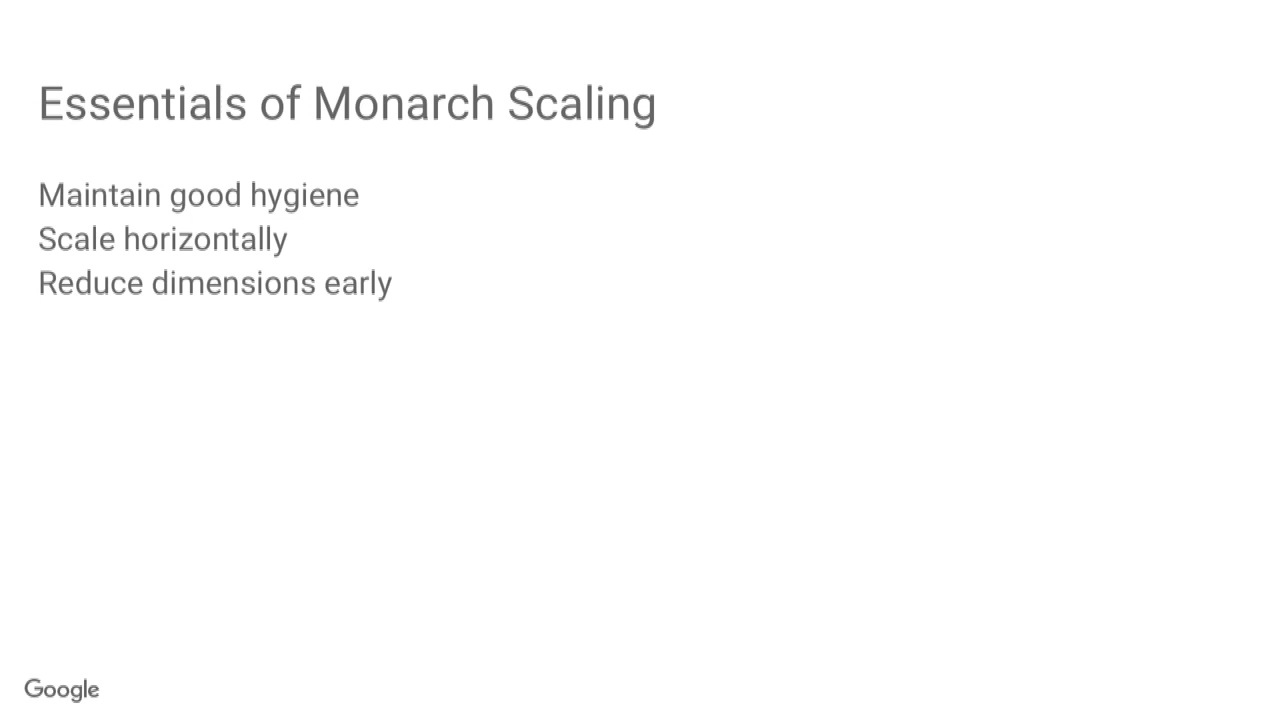 Essentials of Monarch Scaling
Maintain good hygiene
Scale horizontally
Reduce dimensions early
Google